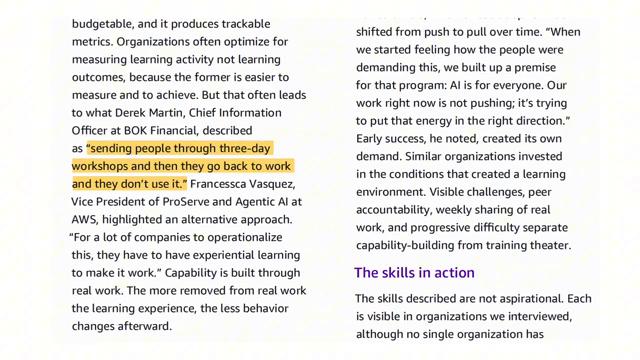 budgetable, and it produces trackable
metrics. Organizations often optimize for
measuring learning activity not learning
outcomes, because the former is easier to
measure and to achieve. But that often leads
to what Derek Martin, Chief Information
Officer at BOK Financial, described
as “sending people through three-day
workshops and then they go back to work
and they don’t use it.” Francessca Vasquez,
Vice President of ProServe and Agentic AI at
AWS, highlighted an alternative approach.
“For a lot of companies to operationalize
this, they have to have experiential learning
to make it work.” Capability is built through
real work. The more removed from real work
the learning experience, the less behavior
changes afterward.
shifted from push to pull over time. “When
we started feeling how the people were
demanding this, we built up a premise
for that program: AI is for everyone. Our
work right now is not pushing; it’s trying
to put that energy in the right direction.”
Early success, he noted, created its own
demand. Similar organizations invested
in the conditions that created a learning
environment. Visible challenges, peer
accountability, weekly sharing of real
work, and progressive difficulty separate
capability-building from training theater.
The skills in action
The skills described are not aspirational. Each
is visible in organizations we interviewed,
although no single organization has